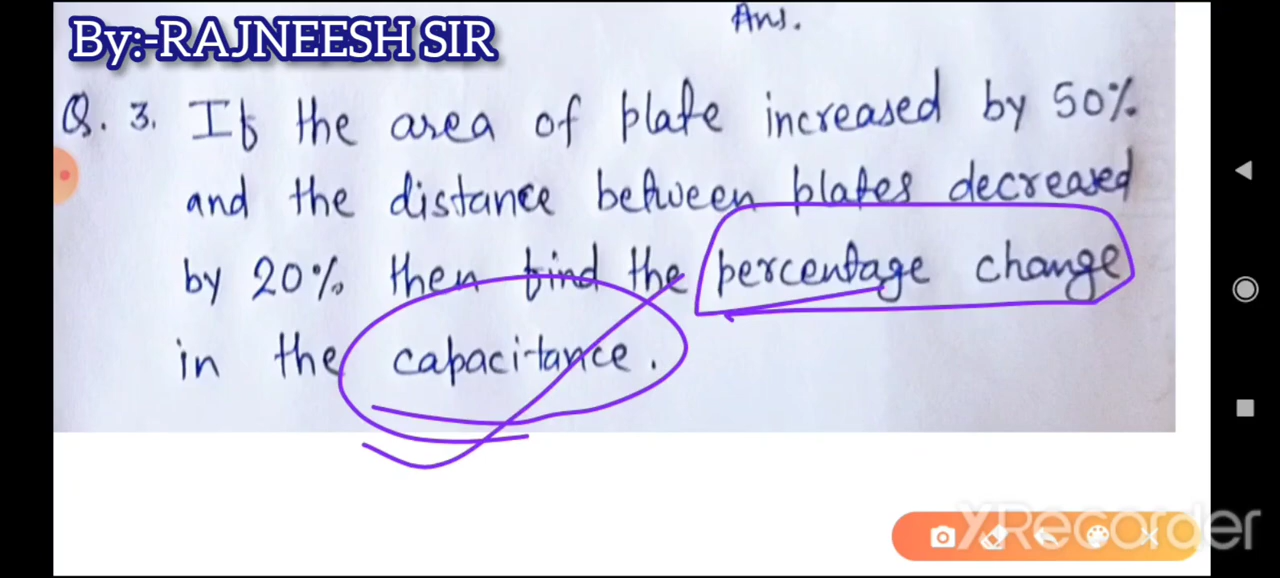 Ans.
By:-RAJNEESH SIR
Q. 3. If the area of plate increased by 50%
and the distance between plates decreased
by 20% then find the percentage change
in the capacitance.
XRecorder